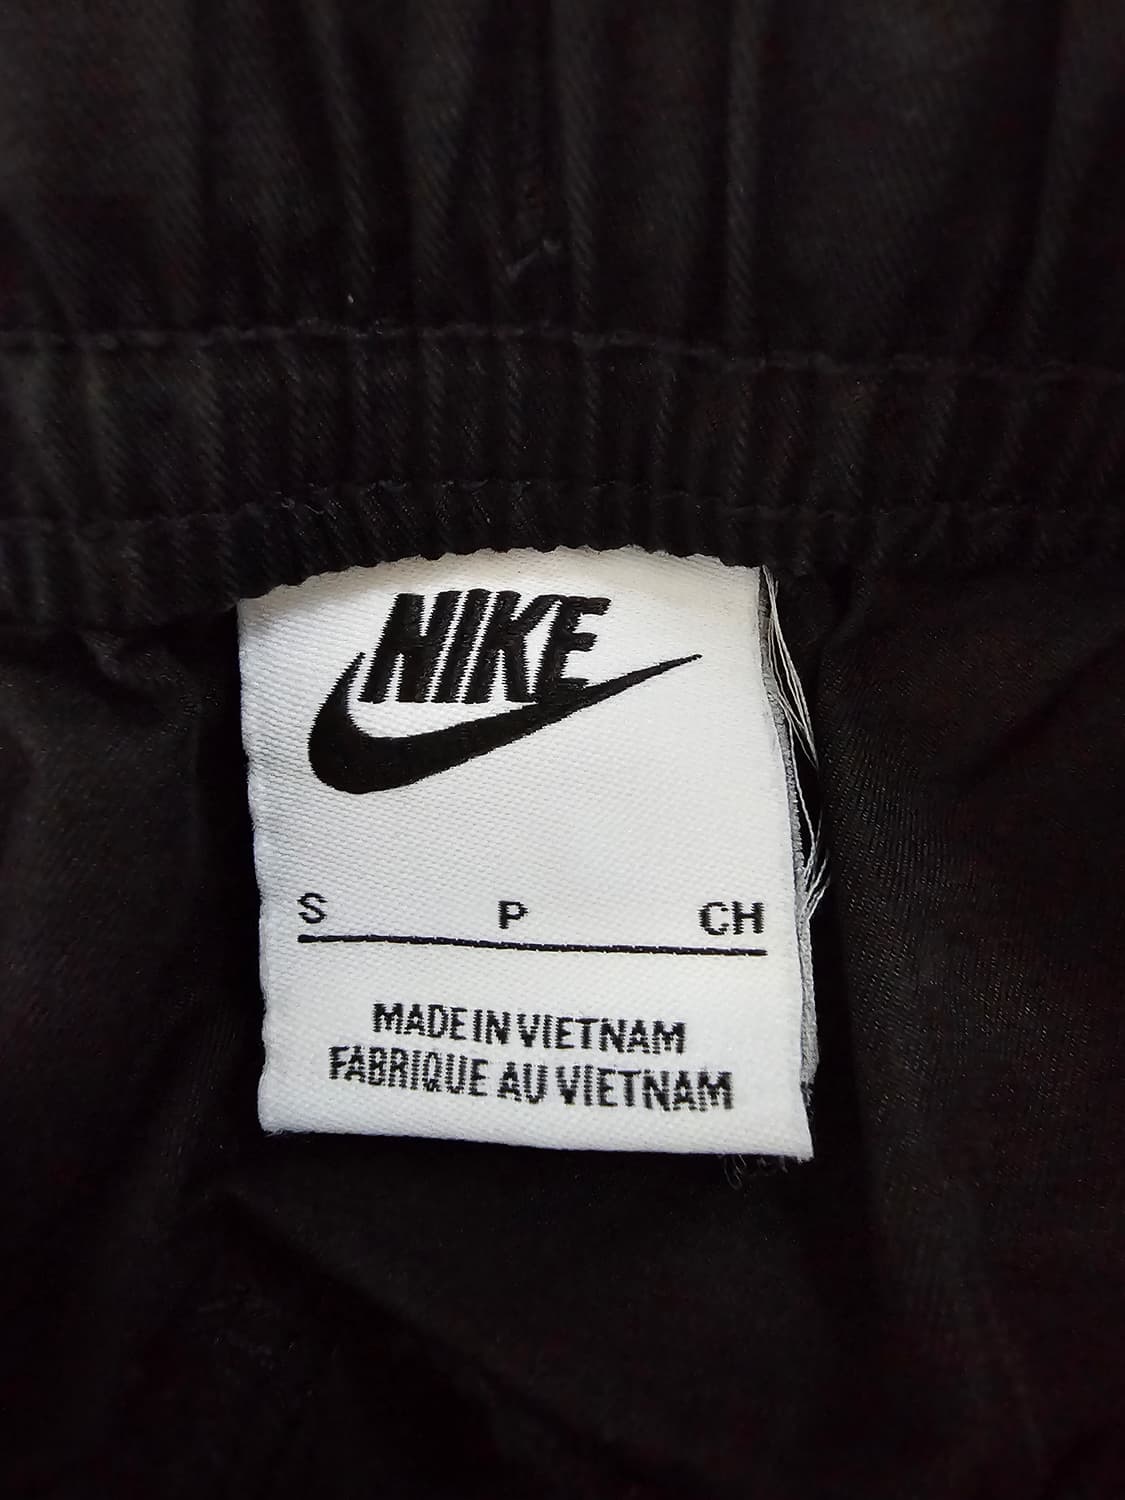 NIKE
S P CH
MADE IN VIETNAM
FABRIQUE AU VIETNAM